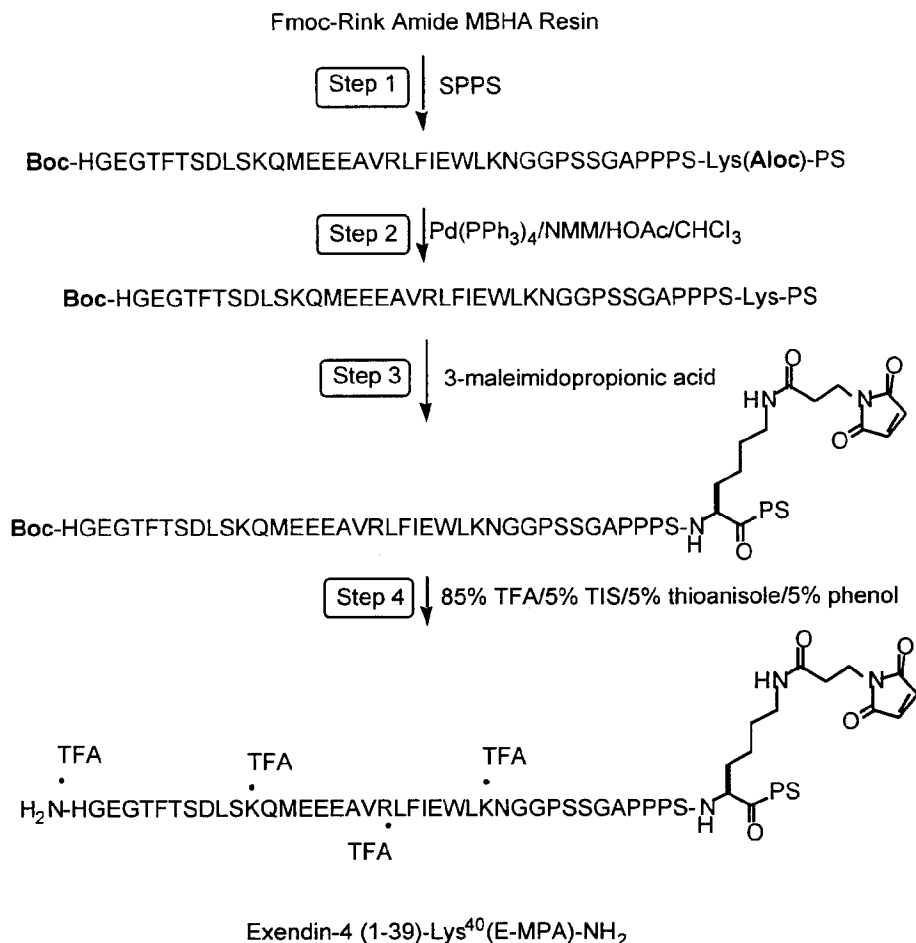 Fmoc-Rink Amide MBHA Resin
Step 1 SPPS
Boc-HGEGTFTSDLSKQMEEEAVRLFIEWLKNGGPSSGAPPPS-Lys(Aloc)-PS
Step 2 Pd(PPh3)4/NMM/HOAc/CHCl3
Boc-HGEGTFTSDLSKQMEEEAVRLFIEWLKNGGPSSGAPPPS-Lys-PS
Step 3 3-maleimidopropionic acid
O
O
HN
N
O
Boc-HGEGTFTSDLSKQMEEEAVRLFIEWLKNGGPSSGAPPPS-N
H
PS
O
Step 4 85% TFA/5% TIS/5% thioanisole/5% phenol
O
O
HN
N
O
TFA TFA TFA
H2N-HGEGTFTSDLSKQMEEEAVRLFIEWLKNGGPSSGAPPPS-N
H
PS
O
TFA
Exendin-4 (1-39)-Lys40(E-MPA)-NH2